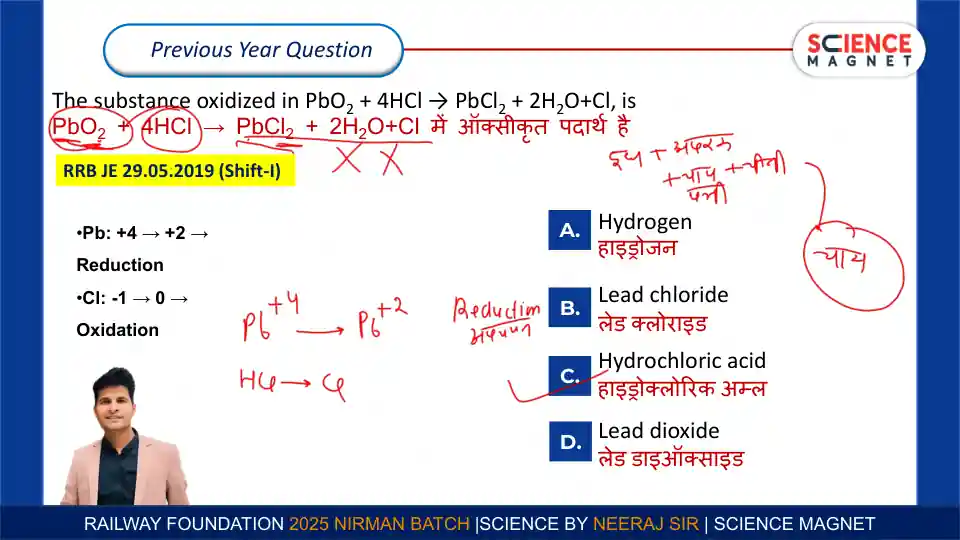 Previous Year Question
SCIENCE
MAGNET
The substance oxidized in PbO₂ + 4HCl → PbCl₂ + 2H₂O+Cl, is
PbO₂ + 4HCl → PbCl₂ + 2H₂O+Cl में ऑक्सीकृत पदार्थ है
RRB JE 29.05.2019 (Shift-I)
+ चाय + चीनी
पत्ती
चाय
•Pb: +4 → +2 →
Reduction
•Cl: -1 → 0 →
Oxidation
Pb+4 → Pb+2
Reduction
अपचयन
HCl → Cl
A. Hydrogen
हाइड्रोजन
B. Lead chloride
लेड क्लोराइड
C. Hydrochloric acid
हाइड्रोक्लोरिक अम्ल
D. Lead dioxide
लेड डाइऑक्साइड
RAILWAY FOUNDATION 2025 NIRMAN BATCH |SCIENCE BY NEERAJ SIR | SCIENCE MAGNET